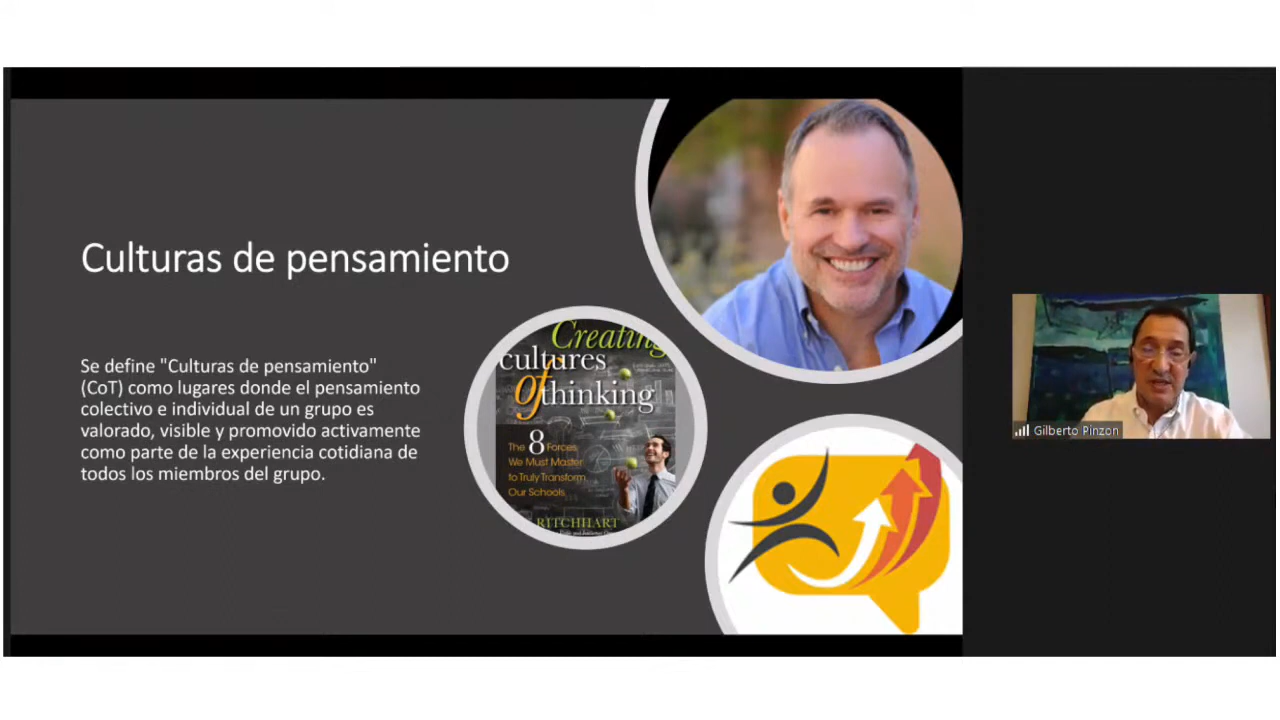 Culturas de pensamiento
Se define "Culturas de pensamiento"
(CoT) como lugares donde el pensamiento
colectivo e individual de un grupo es
valorado, visible y promovido activamente
como parte de la experiencia cotidiana de
todos los miembros del grupo.
Creating
cultures
of
thinking
The 8 Forces
We Must Master
to Truly Transform
Our Schools
RITCHHART
Gilberto Pinzon